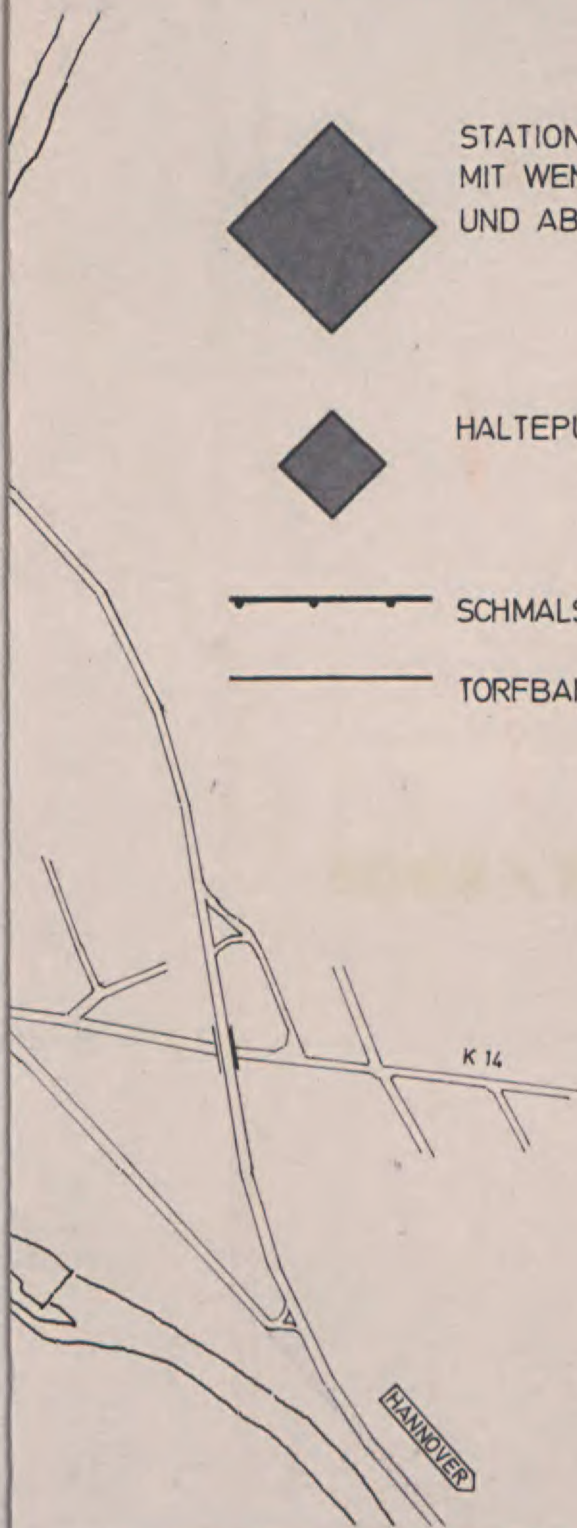 STATION
MIT WEN
UND AB
HALTEPU
SCHMALS
TORFBA
K 14
HANNOVER